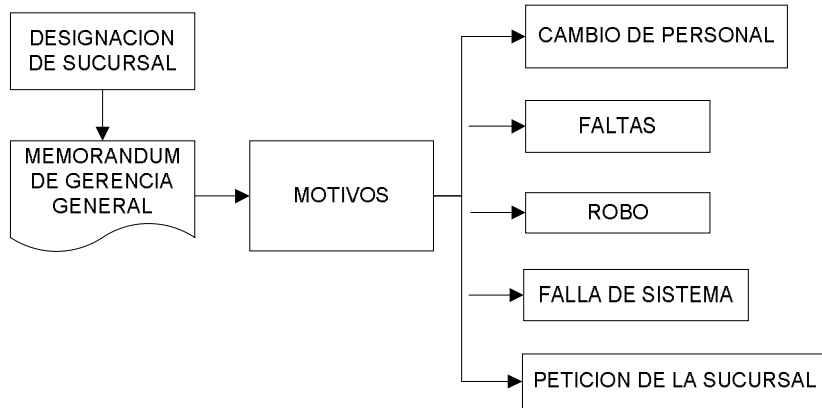 DESIGNACION
DE SUCURSAL
MEMORANDUM
DE GERENCIA
GENERAL
MOTIVOS
CAMBIO DE PERSONAL
FALTAS
ROBO
FALLA DE SISTEMA
PETICION DE LA SUCURSAL